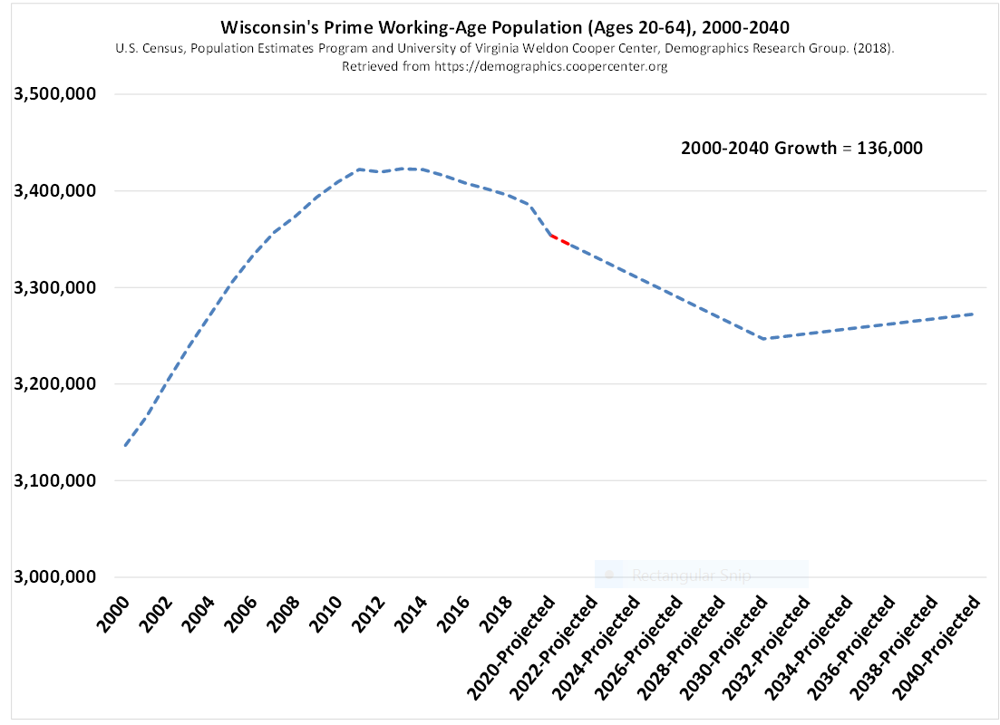 Wisconsin's Prime Working-Age Population (Ages 20-64), 2000-2040
U.S. Census, Population Estimates Program and University of Virginia Weldon Cooper Center, Demographics Research Group. (2018).
Retrieved from https://demographics.coopercenter.org
3,500,000
2000-2040 Growth = 136,000
3,400,000
3,300,000
3,200,000
3,100,000
3,000,000
Rectangular Snip
2000
2002
2004
2006
2008
2010
2012
2014
2016
2018
2020-Projected
2022-Projected
2024-Projected
2026-Projected
2028-Projected
2030-Projected
2032-Projected
2034-Projected
2036-Projected
2038-Projected
2040-Projected